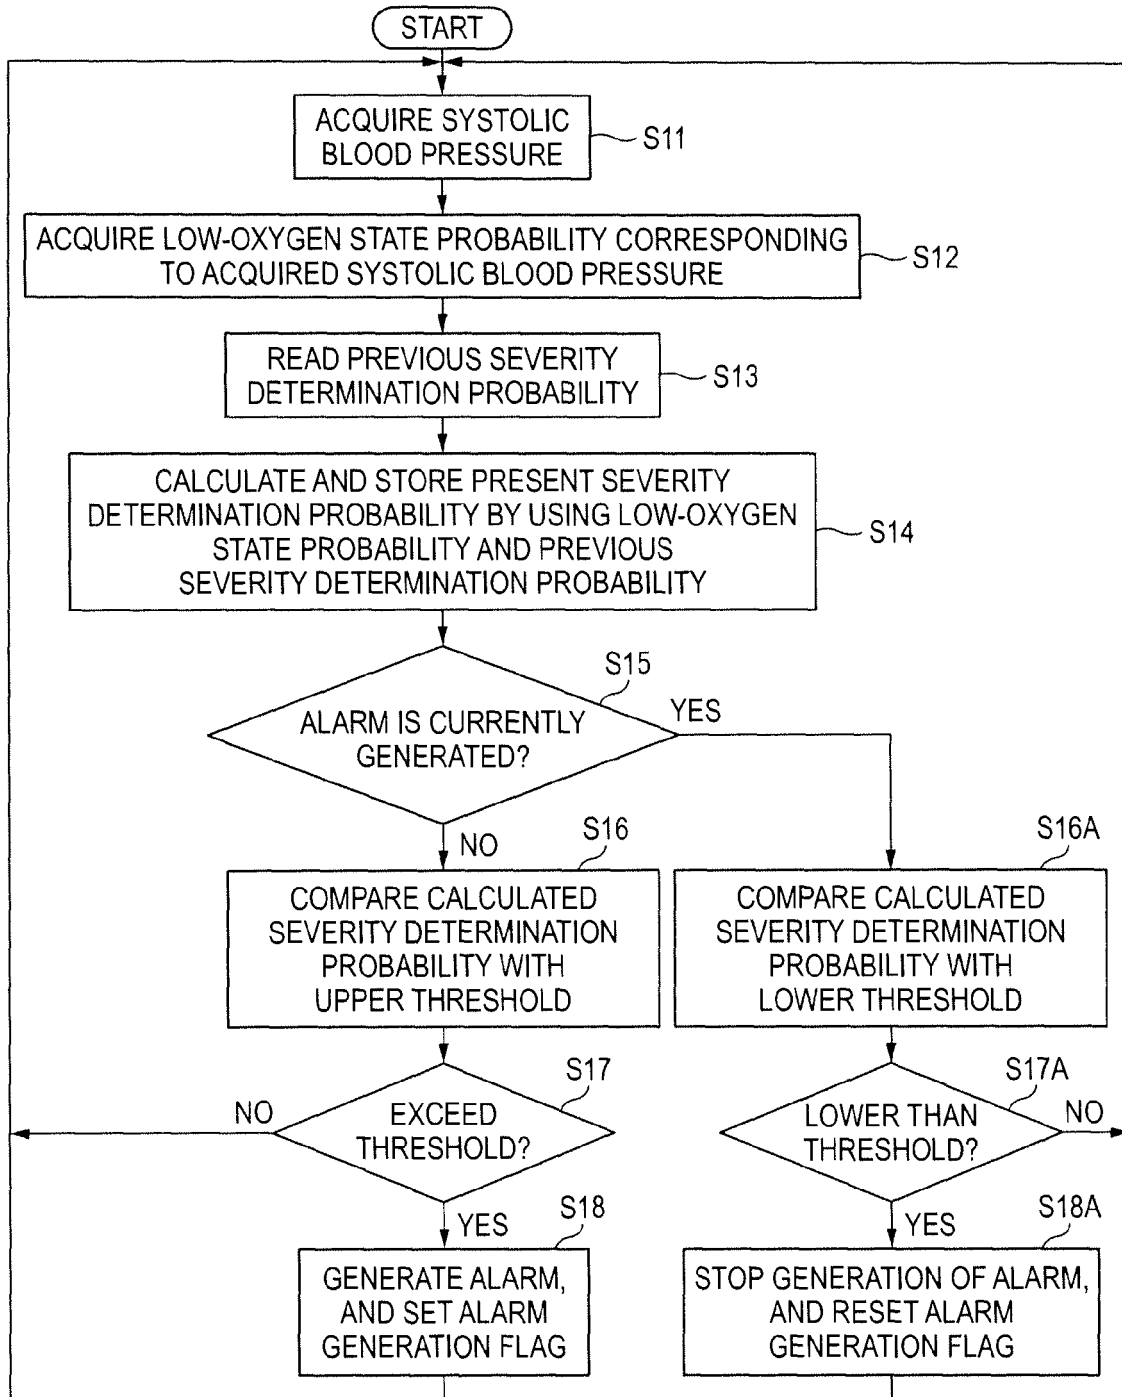 START
ACQUIRE SYSTOLIC
BLOOD PRESSURE
S11
ACQUIRE LOW-OXYGEN STATE PROBABILITY CORRESPONDING
TO ACQUIRED SYSTOLIC BLOOD PRESSURE
S12
READ PREVIOUS SEVERITY
DETERMINATION PROBABILITY
S13
CALCULATE AND STORE PRESENT SEVERITY
DETERMINATION PROBABILITY BY USING LOW-OXYGEN
STATE PROBABILITY AND PREVIOUS
SEVERITY DETERMINATION PROBABILITY
S14
S15
ALARM IS CURRENTLY
GENERATED?
YES
NO
S16
COMPARE CALCULATED
SEVERITY DETERMINATION
PROBABILITY WITH
UPPER THRESHOLD
S16A
COMPARE CALCULATED
SEVERITY DETERMINATION
PROBABILITY WITH
LOWER THRESHOLD
S17
EXCEED
THRESHOLD?
NO
YES
S17A
LOWER THAN
THRESHOLD?
NO
YES
S18
GENERATE ALARM,
AND SET ALARM
GENERATION FLAG
S18A
STOP GENERATION OF ALARM,
AND RESET ALARM
GENERATION FLAG